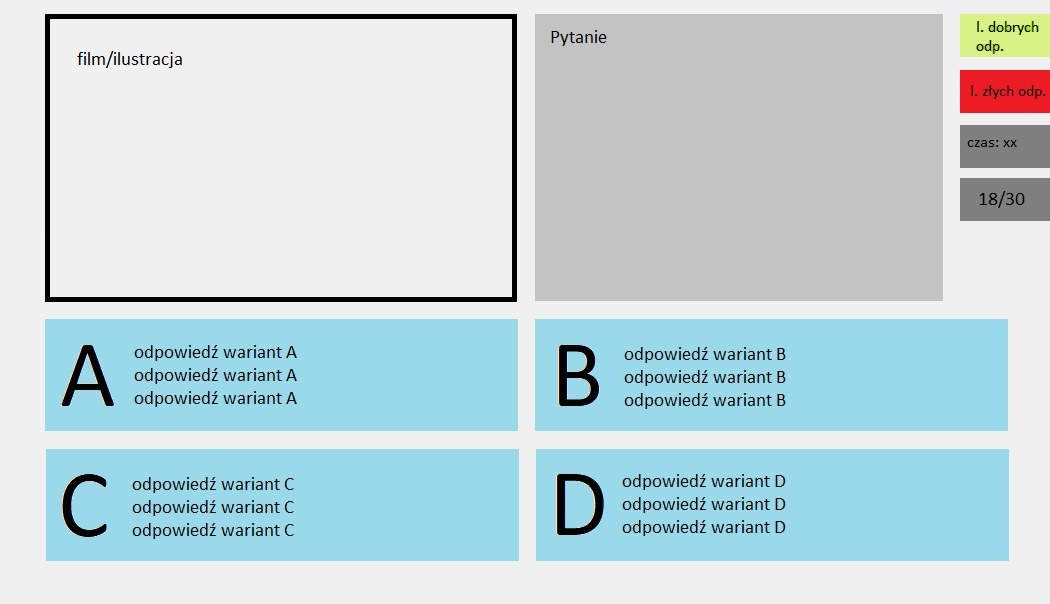 film/ilustracja
Pytanie
l. dobrych
odp.
l. złych odp.
czas: xx
18/30
A
odpowiedź wariant A
odpowiedź wariant A
odpowiedź wariant A
B
odpowiedź wariant B
odpowiedź wariant B
odpowiedź wariant B
C
odpowiedź wariant C
odpowiedź wariant C
odpowiedź wariant C
D
odpowiedź wariant D
odpowiedź wariant D
odpowiedź wariant D